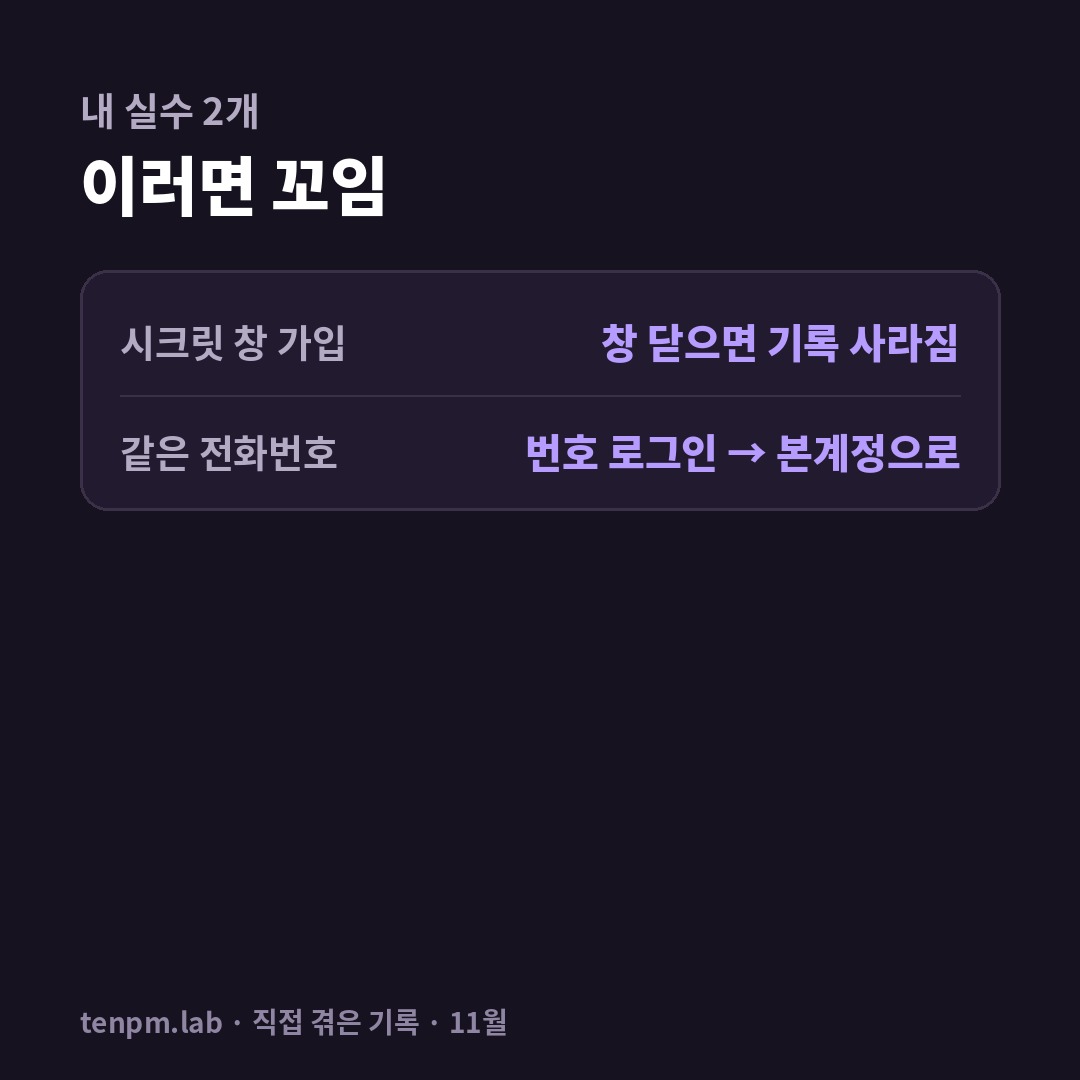 내 실수 2개
이러면 꼬임
시크릿 창 가입 창 닫으면 기록 사라짐
같은 전화번호 번호 로그인 → 본계정으로
tenpm.lab · 직접 겪은 기록 · 11월